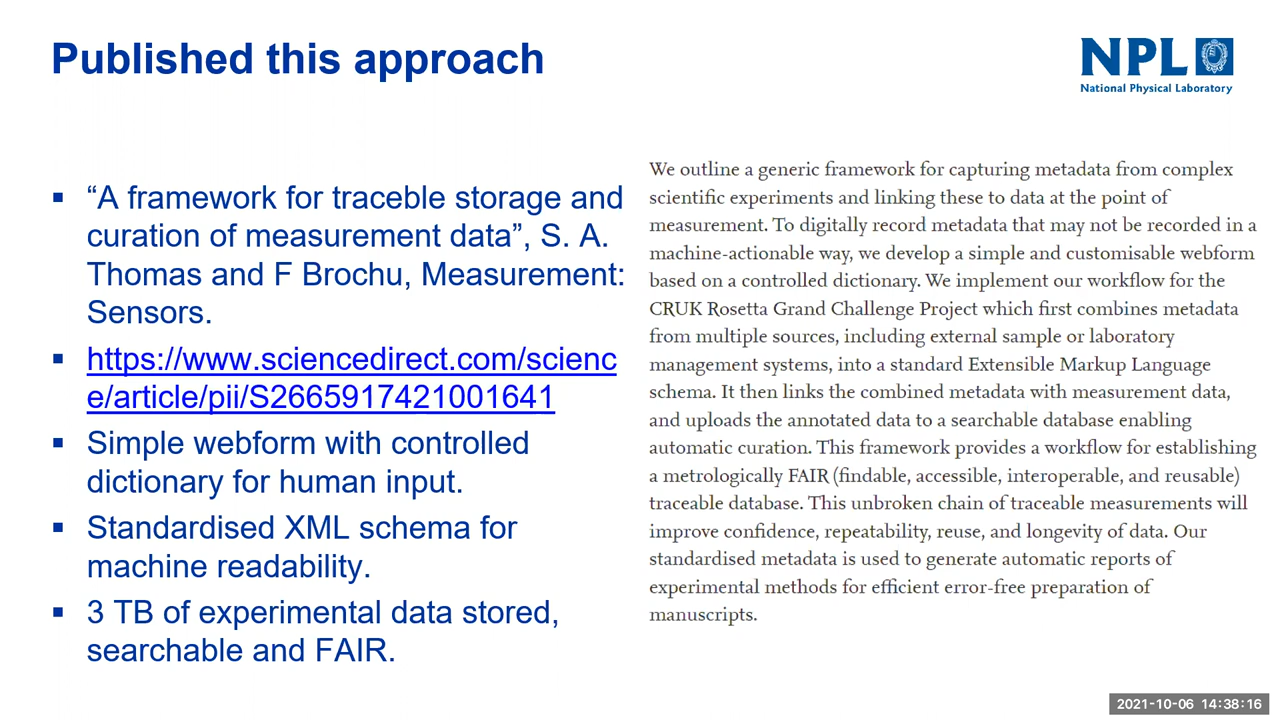 Published this approach
NPL
National Physical Laboratory
▪ “A framework for traceble storage and
curation of measurement data”, S. A.
Thomas and F Brochu, Measurement:
Sensors.
▪ https://www.sciencedirect.com/scienc
e/article/pii/S2665917421001641
▪ Simple webform with controlled
dictionary for human input.
▪ Standardised XML schema for
machine readability.
▪ 3 TB of experimental data stored,
searchable and FAIR.
We outline a generic framework for capturing metadata from complex
scientific experiments and linking these to data at the point of
measurement. To digitally record metadata that may not be recorded in a
machine-actionable way, we develop a simple and customisable webform
based on a controlled dictionary. We implement our workflow for the
CRUK Rosetta Grand Challenge Project which first combines metadata
from multiple sources, including external sample or laboratory
management systems, into a standard Extensible Markup Language
schema. It then links the combined metadata with measurement data,
and uploads the annotated data to a searchable database enabling
automatic curation. This framework provides a workflow for establishing
a metrologically FAIR (findable, accessible, interoperable, and reusable)
traceable database. This unbroken chain of traceable measurements will
improve confidence, repeatability, reuse, and longevity of data. Our
standardised metadata is used to generate automatic reports of
experimental methods for efficient error-free preparation of
manuscripts.
2021-10-06 14:38:16